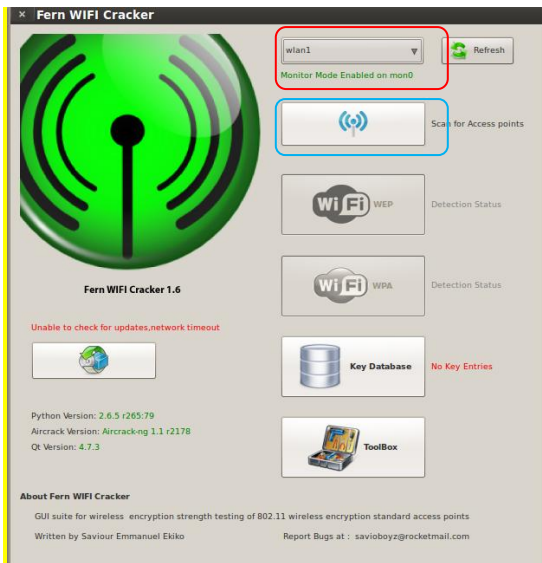 × Fern WIFI Cracker
wlan1
Refresh
Monitor Mode Enabled on mon0
Scan for Access points
WiFi WEP
Detection Status
Fern WIFI Cracker 1.6
WiFi WPA
Detection Status
Unable to check for updates,network timeout
Key Database
No Key Entries
Python Version: 2.6.5 r265:79
Aircrack Version: Aircrack-ng 1.1 r2178
Qt Version: 4.7.3
ToolBox
About Fern WIFI Cracker
GUI suite for wireless encryption strength testing of 802.11 wireless encryption standard access points
Written by Saviour Emmanuel Ekiko
Report Bugs at : savioboyz@rocketmail.com